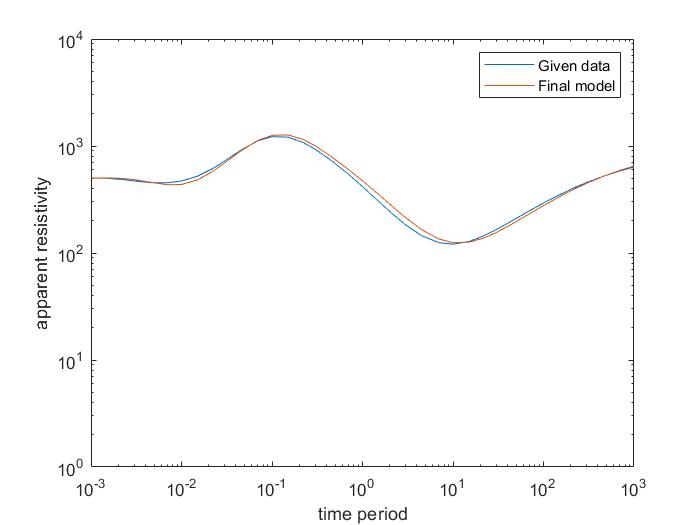 10^4
10^3
10^2
10^1
10^0
apparent resistivity
Given data
Final model
10^-3 10^-2 10^-1 10^0 10^1 10^2 10^3
time period